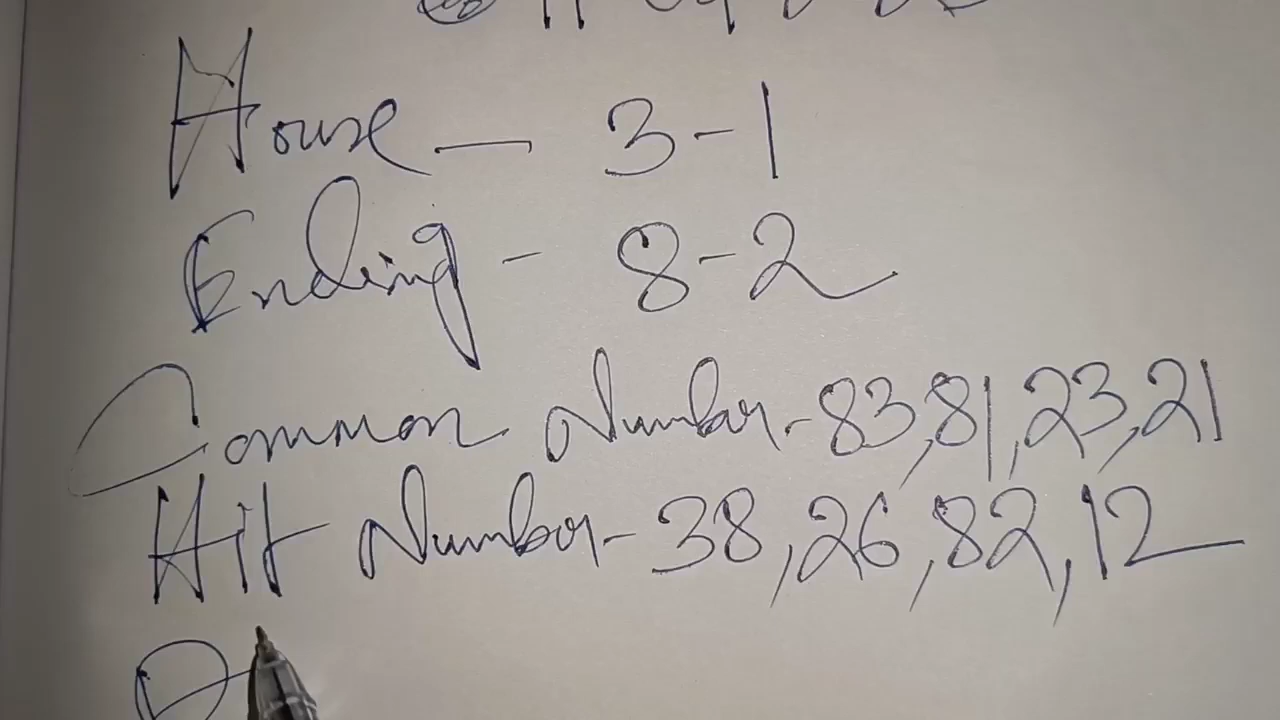 House - 3-1
Ending - 8-2
Common Number - 83, 81, 23, 21
Hit Number - 38, 26, 82, 12